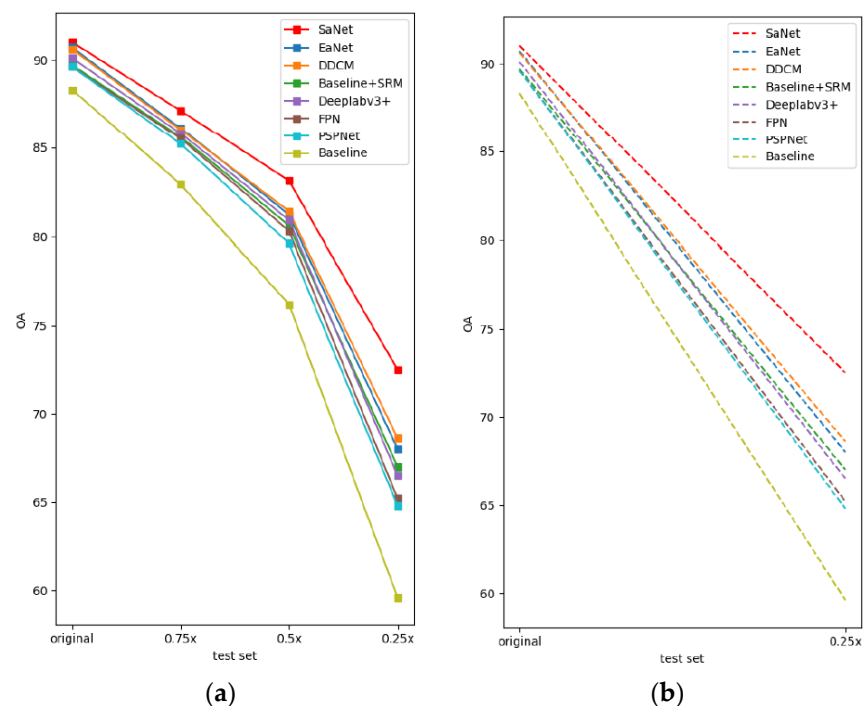 SaNet
EaNet
DDCM
Baseline+SRM
Deeplabv3+
FPN
PSPNet
Baseline
90
85
80
75
70
65
60
OA
original 0.75x 0.5x 0.25x
test set
(a)
SaNet
EaNet
DDCM
Baseline+SRM
Deeplabv3+
FPN
PSPNet
Baseline
90
85
80
75
70
65
60
OA
original 0.25x
test set
(b)